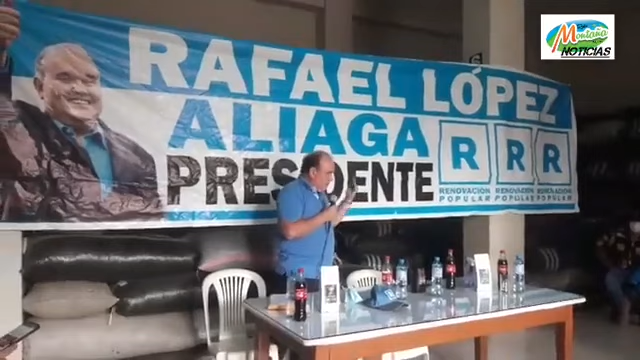 RAFAEL LÓPEZ
ALIAGA
PRESIDENTE
R R R
RENOVACIÓN RENOVACIÓN RENOVACIÓN
POPULAR POPULAR POPULAR
Montaña
NOTICIAS